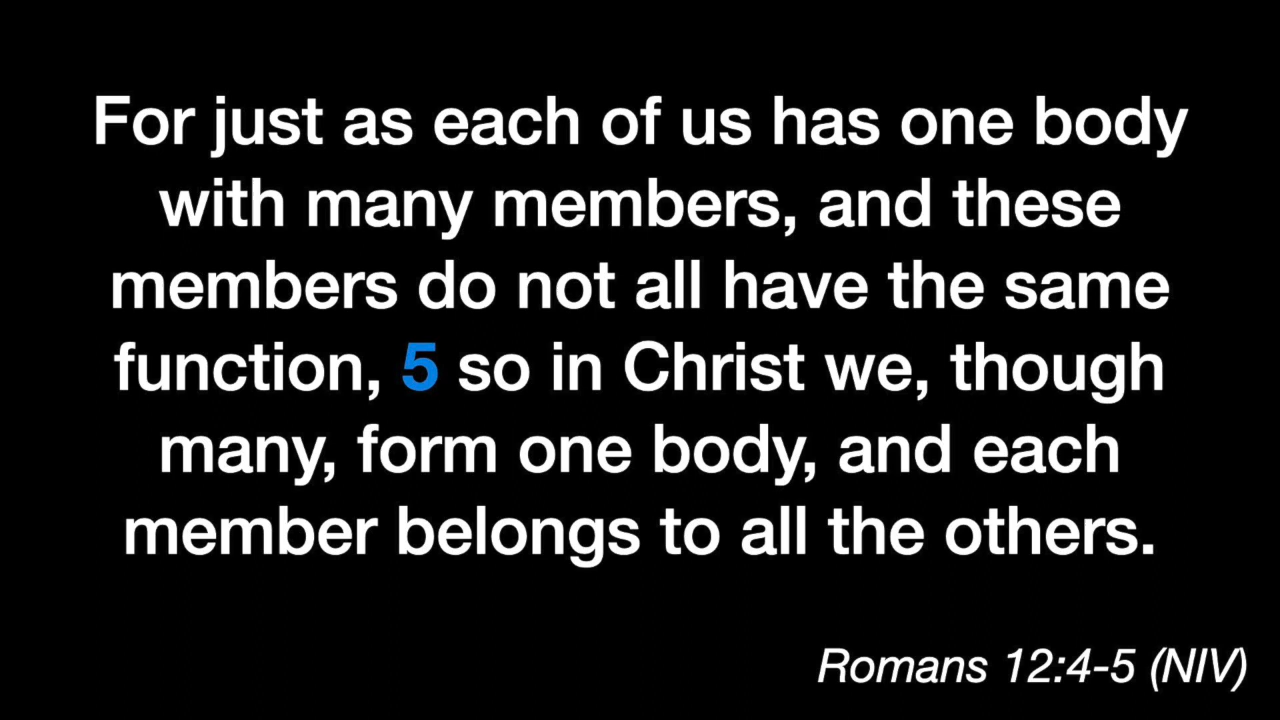 For just as each of us has one body
with many members, and these
members do not all have the same
function, 5 so in Christ we, though
many, form one body, and each
member belongs to all the others.
Romans 12:4-5 (NIV)